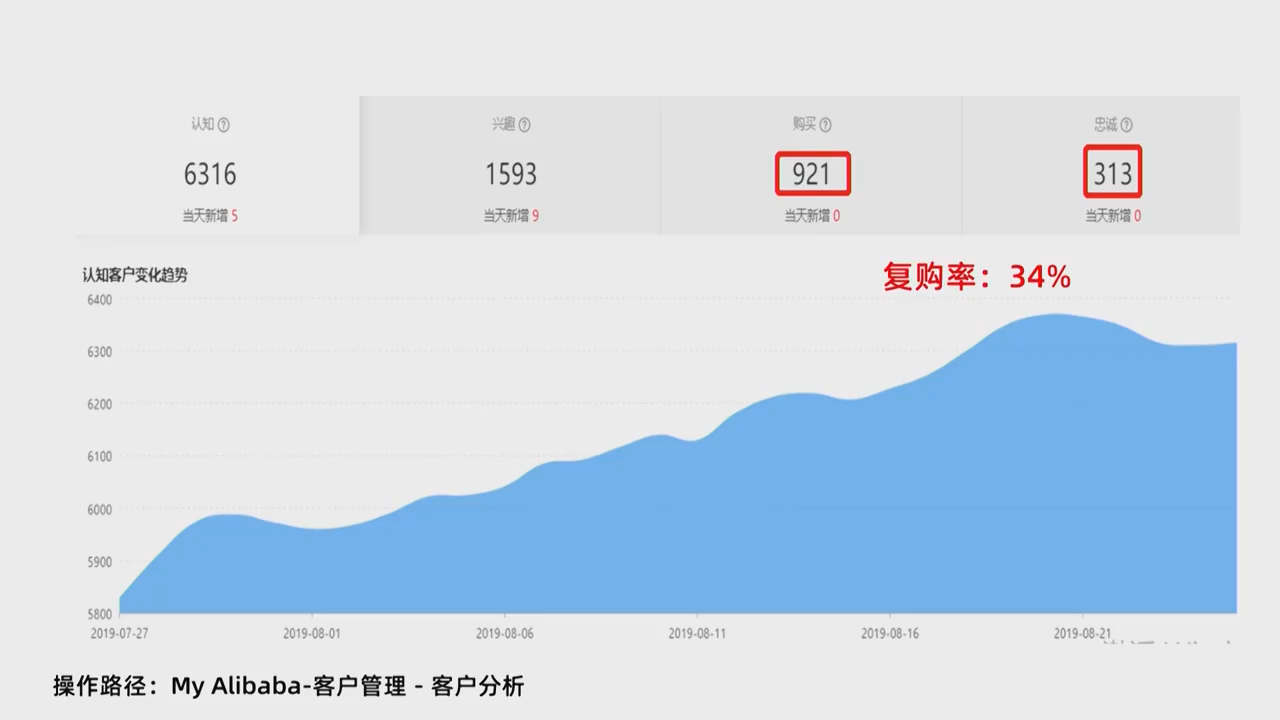 认知 兴趣 购买 忠诚
6316 1593 921 313
当天新增 5 当天新增 9 当天新增 0 当天新增 0
认知客户变化趋势
复购率：34%
6400
6300
6200
6100
6000
5900
5800
2019-07-27 2019-08-01 2019-08-06 2019-08-11 2019-08-16 2019-08-21
操作路径：My Alibaba-客户管理 - 客户分析